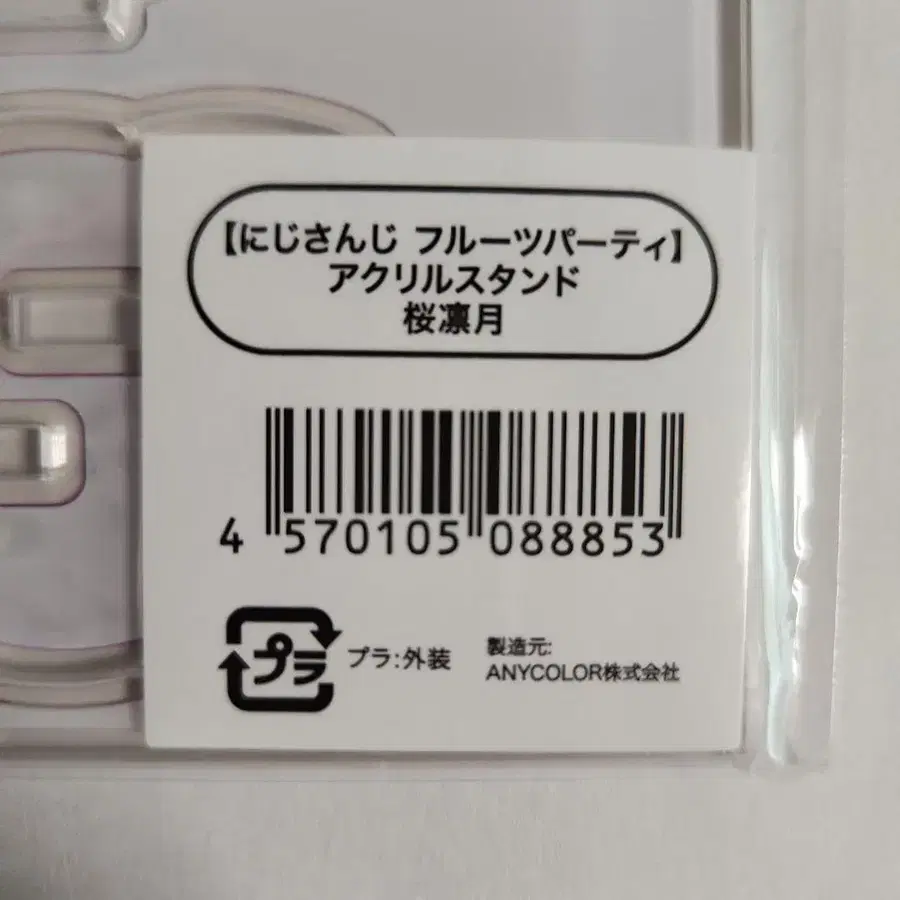 【にじさんじ フルーツパーティ】
アクリルスタンド
桜凛月
4 570105 088853
プラ
プラ:外装
製造元:
ANYCOLOR株式会社